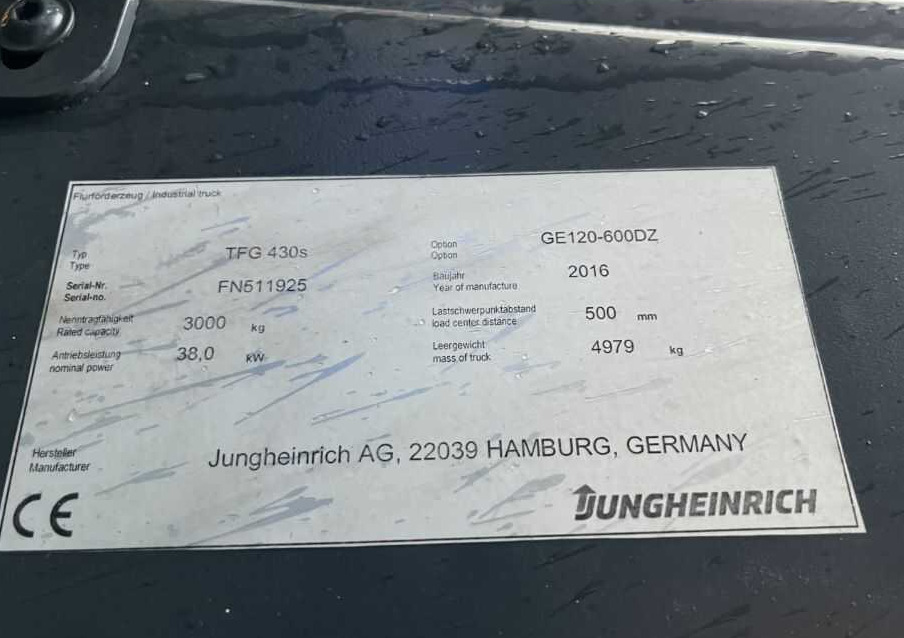 Flurförderzeug / Industrial truck
Typ TFG 430s Option GE120-600DZ
Type Option
Serial-Nr. FN511925 Baujahr 2016
Serial-no. Year of manufacture
Nenntragfähigkeit 3000 kg Lastschwerpunktabstand 500 mm
Rated capacity load center distance
Antriebsleistung 38,0 kW Leergewicht 4979 kg
nominal power mass of truck
Hersteller Jungheinrich AG, 22039 HAMBURG, GERMANY
Manufacturer
CE JUNGHEINRICH